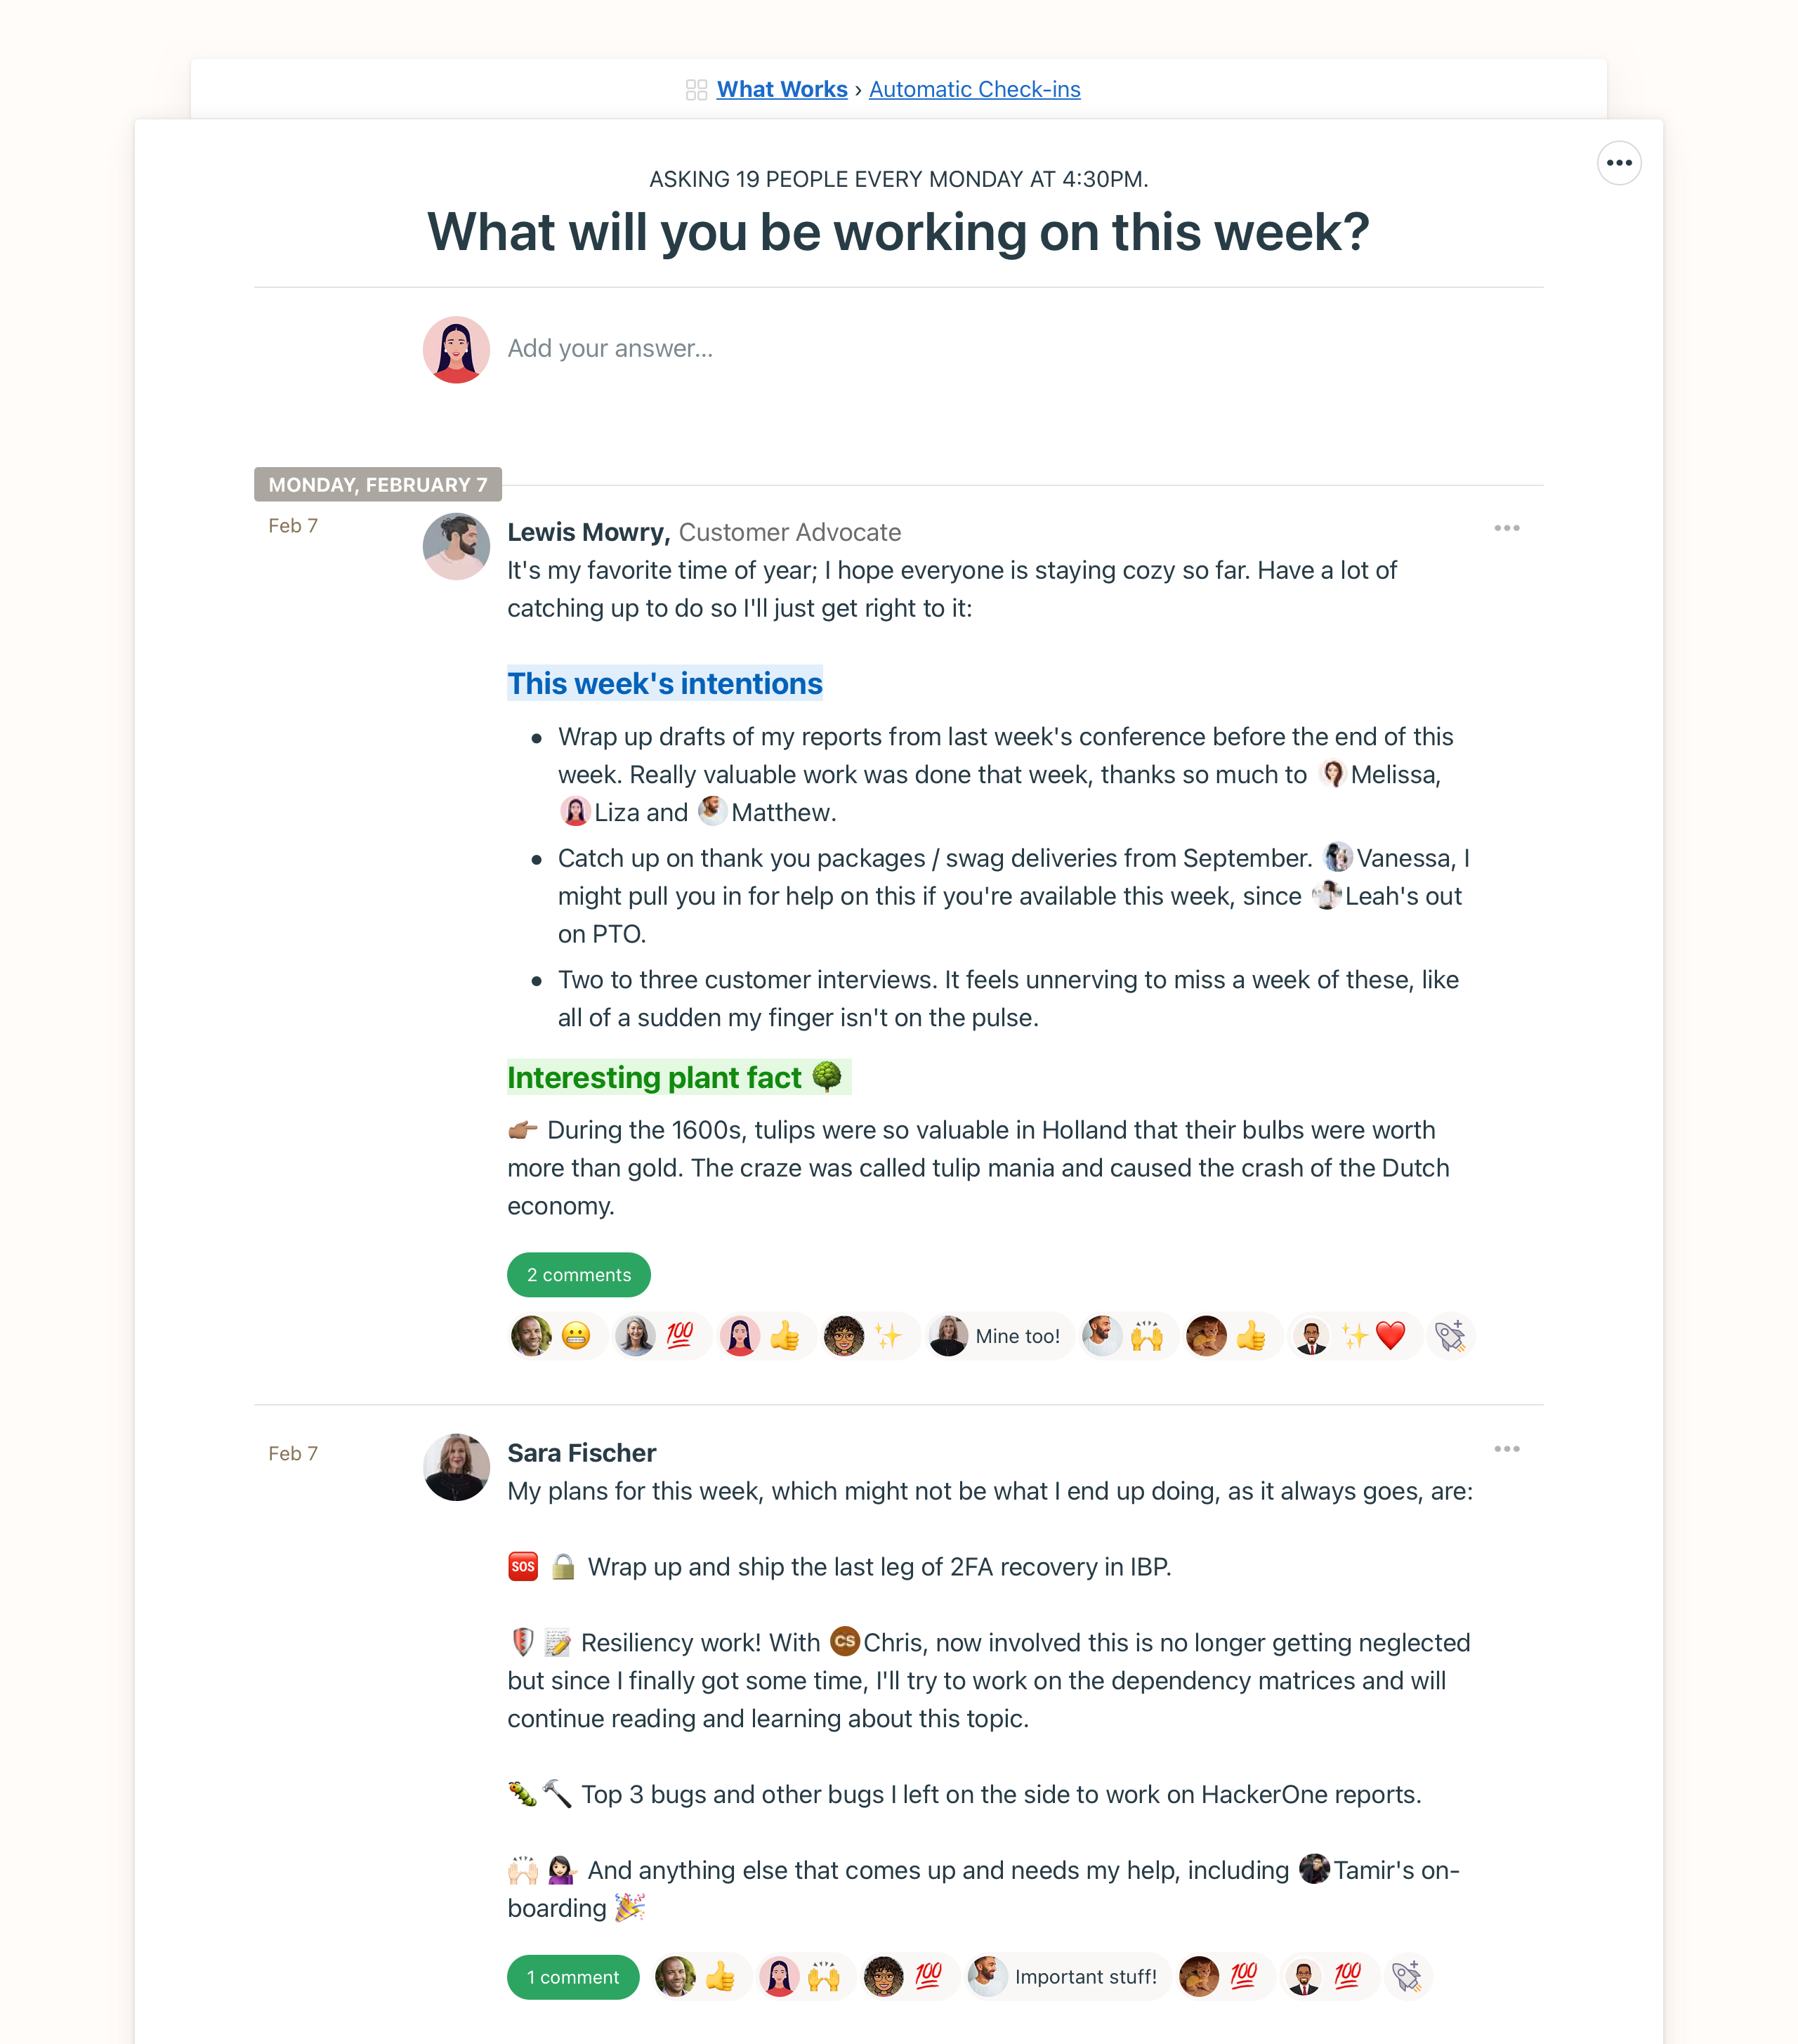 What Works › Automatic Check-ins
ASKING 19 PEOPLE EVERY MONDAY AT 4:30PM.
What will you be working on this week?
Add your answer...
MONDAY, FEBRUARY 7
Feb 7
Lewis Mowry, Customer Advocate
It's my favorite time of year; I hope everyone is staying cozy so far. Have a lot of
catching up to do so I'll just get right to it:
This week's intentions
• Wrap up drafts of my reports from last week's conference before the end of this
week. Really valuable work was done that week, thanks so much to Melissa,
Liza and Matthew.
• Catch up on thank you packages / swag deliveries from September. Vanessa, I
might pull you in for help on this if you're available this week, since Leah's out
on PTO.
• Two to three customer interviews. It feels unnerving to miss a week of these, like
all of a sudden my finger isn't on the pulse.
Interesting plant fact 🌳
👉🏽 During the 1600s, tulips were so valuable in Holland that their bulbs were worth
more than gold. The craze was called tulip mania and caused the crash of the Dutch
economy.
2 comments
😬 💯 👍 ✨ Mine too! 🙌 👍 ✨❤️
Feb 7
Sara Fischer
My plans for this week, which might not be what I end up doing, as it always goes, are:
🆘 🔒 Wrap up and ship the last leg of 2FA recovery in IBP.
🛡 📝 Resiliency work! With CS Chris, now involved this is no longer getting neglected
but since I finally got some time, I'll try to work on the dependency matrices and will
continue reading and learning about this topic.
🐛🔨 Top 3 bugs and other bugs I left on the side to work on HackerOne reports.
🙌🏻 💁🏻‍♀️ And anything else that comes up and needs my help, including Tamir's on-
boarding 🎉
1 comment 👍 🙌 💯 Important stuff! 💯 💯